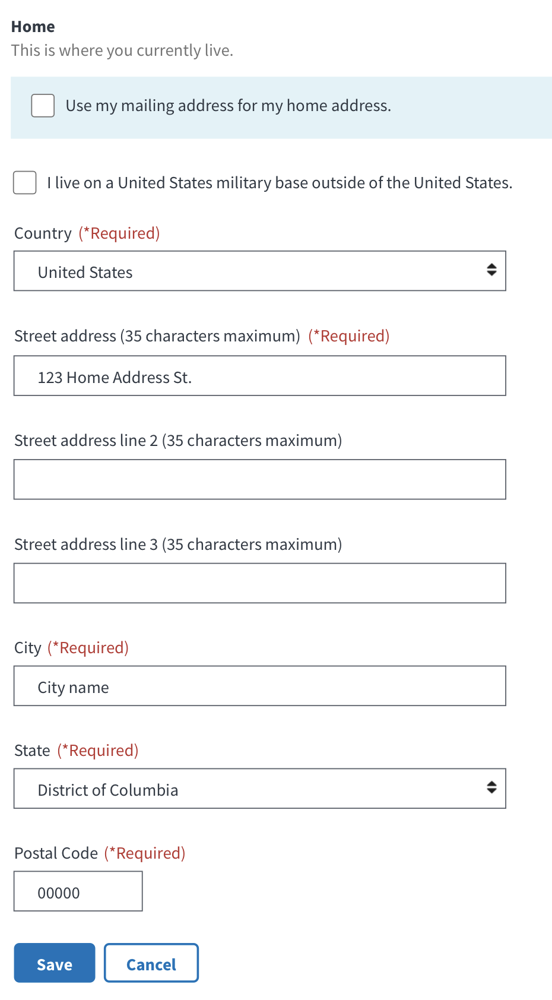 Home
This is where you currently live.
Use my mailing address for my home address.
I live on a United States military base outside of the United States.
Country (*Required)
United States
Street address (35 characters maximum) (*Required)
123 Home Address St.
Street address line 2 (35 characters maximum)
Street address line 3 (35 characters maximum)
City (*Required)
City name
State (*Required)
District of Columbia
Postal Code (*Required)
00000
Save Cancel